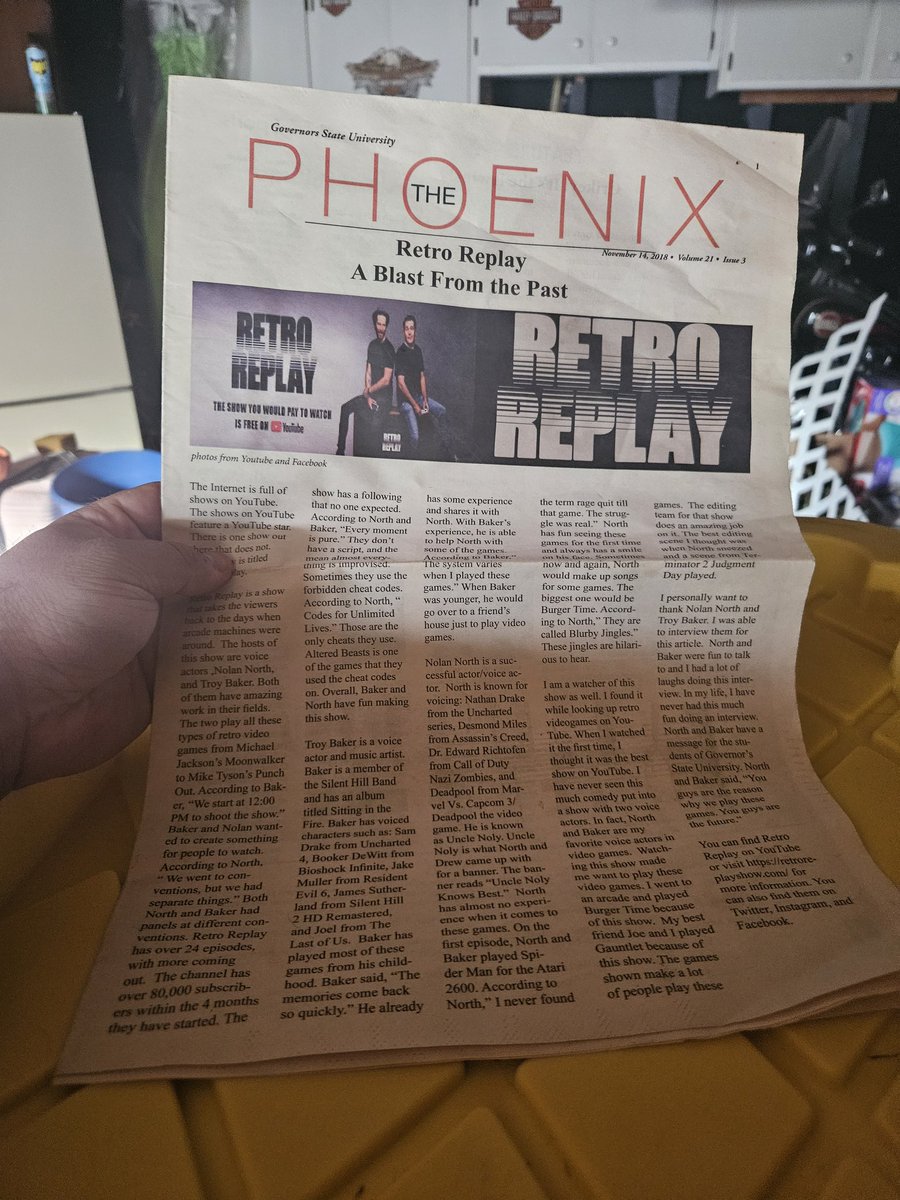 Governors State University
THE PHOENIX
November 14, 2018 • Volume 21 • Issue 3
Retro Replay
A Blast From the Past
RETRO
REPLAY
THE SHOW YOU WOULD PAY TO WATCH
IS FREE ON YouTube
RETRO
REPLAY
RETRO
REPLAY
photos from Youtube and Facebook
The Internet is full of
shows on YouTube.
The shows on YouTube
feature a YouTube star.
There is one show out
there that does not.
is titled
Retro Replay is a show
that takes the viewers
back to the days when
arcade machines were
around. The hosts of
this show are voice
actors ,Nolan North,
and Troy Baker. Both
of them have amazing
work in their fields.
The two play all these
types of retro video
games from Michael
Jackson's Moonwalker
to Mike Tyson's Punch
Out. According to Bak-
er, "We start at 12:00
PM to shoot the show."
Baker and Nolan want-
ed to create something
for people to watch.
According to North,
" We went to con-
ventions, but we had
separate things." Both
North and Baker had
panels at different con-
ventions. Retro Replay
has over 24 episodes,
with more coming
out. The channel has
over 80,000 subscrib-
ers within the 4 months
they have started. The
show has a following
that no one expected.
According to North and
Baker, "Every moment
is pure." They don't
have a script, and the
mean almost every-
thing is improvised.
Sometimes they use the
forbidden cheat codes.
According to North, "
Codes for Unlimited
Lives." Those are the
only cheats they use.
Altered Beasts is one
of the games that they
used the cheat codes
on. Overall, Baker and
North have fun making
this show.
Troy Baker is a voice
actor and music artist.
Baker is a member of
the Silent Hill Band
and has an album
titled Sitting in the
Fire. Baker has voiced
characters such as: Sam
Drake from Uncharted
4, Booker DeWitt from
Bioshock Infinite, Jake
Muller from Resident
Evil 6, James Suther-
land from Silent Hill
2 HD Remastered,
and Joel from The
Last of Us. Baker has
played most of these
games from his child-
hood. Baker said, "The
memories come back
so quickly." He already
has some experience
and shares it with
North. With Baker's
experience, he is able
to help North with
some of the games.
According to Baker,"
The system varies
when I played these
games." When Baker
was younger, he would
go over to a friend's
house just to play video
games.
Nolan North is a suc-
cessful actor/voice ac-
tor. North is known for
voicing: Nathan Drake
from the Uncharted
series, Desmond Miles
from Assassin's Creed,
Dr. Edward Richtofen
from Call of Duty
Nazi Zombies, and
Deadpool from Mar-
vel Vs. Capcom 3/
Deadpool the video
game. He is known
as Uncle Noly. Uncle
Noly is what North and
Drew came up with
for a banner. The ban-
ner reads "Uncle Noly
Knows Best." North
has almost no experi-
ence when it comes to
these games. On the
first episode, North and
Baker played Spi-
der Man for the Atari
2600. According to
North," I never found
the term rage quit till
that game. The strug-
gle was real." North
has fun seeing these
games for the first time
and always has a smile
on his face. Sometimes
now and again, North
would make up songs
for some games. The
biggest one would be
Burger Time. Accord-
ing to North," They are
called Blurby Jingles."
These jingles are hilari-
ous to hear.
I am a watcher of this
show as well. I found it
while looking up retro
videogames on You-
Tube. When I watched
it the first time, I
thought it was the best
show on YouTube. I
have never seen this
much comedy put into
a show with two voice
actors. In fact, North
and Baker are my
favorite voice actors in
video games. Watch-
ing this show made
me want to play these
video games. I went to
an arcade and played
Burger Time because
of this show. My best
friend Joe and I played
Gauntlet because of
this show. The games
shown make a lot
of people play these
games. The editing
team for that show
does an amazing job
on it. The best editing
scene I thought was
when North sneezed
and a scene from Ter-
minator 2 Judgment
Day played.
I personally want to
thank Nolan North and
Troy Baker. I was able
to interview them for
this article. North and
Baker were fun to talk
to and I had a lot of
laughs doing this inter-
view. In my life, I have
never had this much
fun doing an interview.
North and Baker have a
message for the stu-
dents of Governor's
State University. North
and Baker said, "You
guys are the reason
why we play these
games. You guys are
the future."
You can find Retro
Replay on YouTube
or visit https://retrore-
playshow.com/ for
more information. You
can also find them on
Twitter, Instagram, and
Facebook.